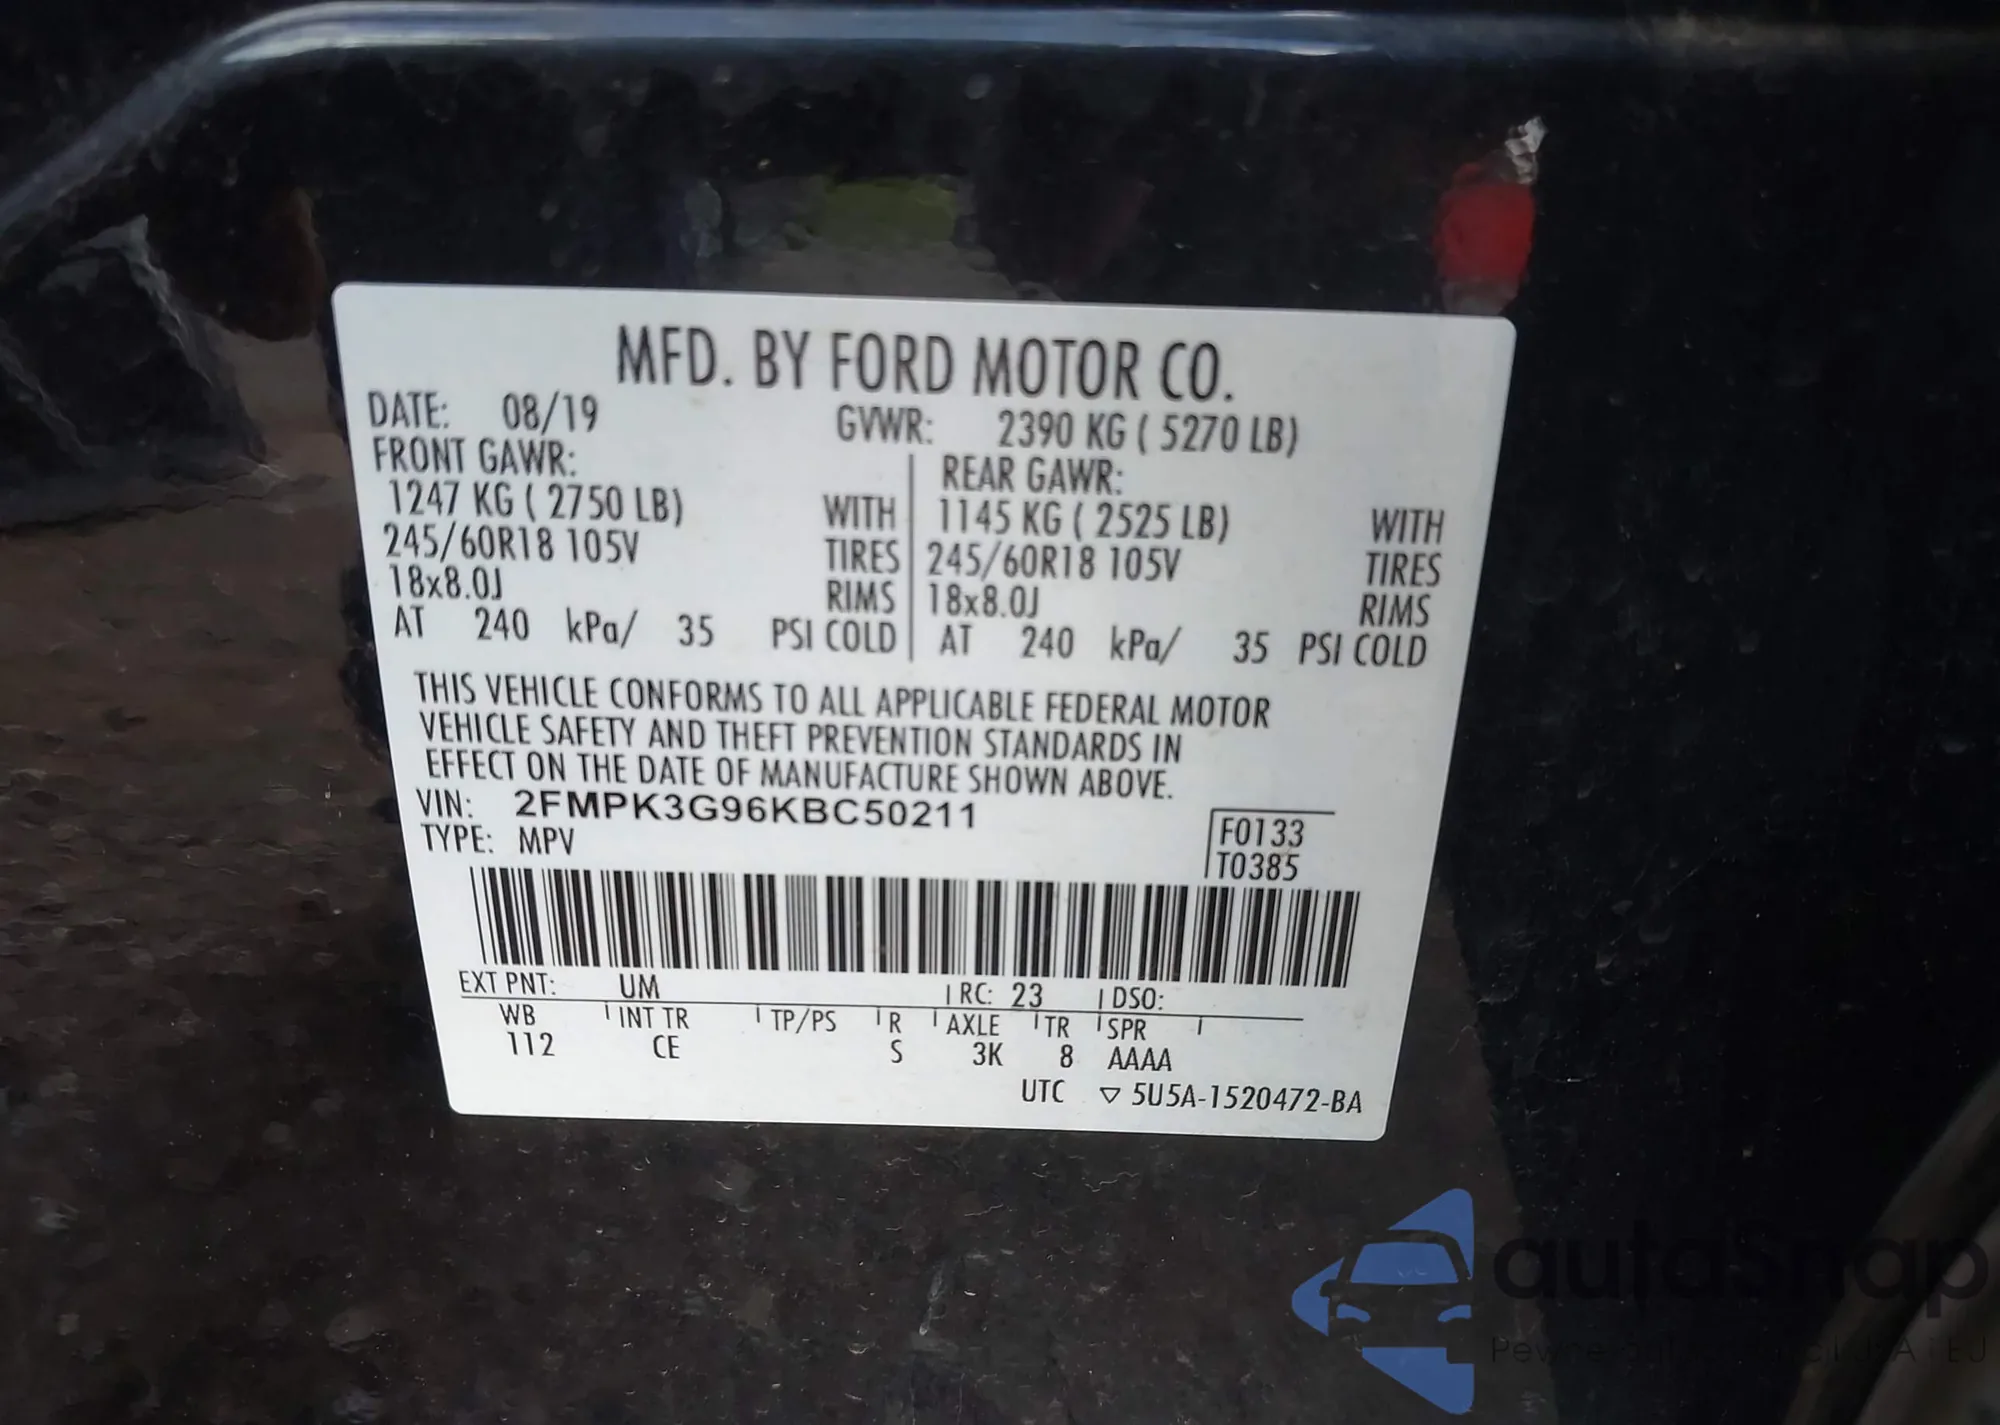 MFD. BY FORD MOTOR CO.
DATE: 08/19 GVWR: 2390 KG ( 5270 LB)
FRONT GAWR: REAR GAWR:
1247 KG ( 2750 LB) WITH 1145 KG ( 2525 LB) WITH
245/60R18 105V TIRES 245/60R18 105V TIRES
18x8.0J RIMS 18x8.0J RIMS
AT 240 kPa/ 35 PSI COLD AT 240 kPa/ 35 PSI COLD
THIS VEHICLE CONFORMS TO ALL APPLICABLE FEDERAL MOTOR
VEHICLE SAFETY AND THEFT PREVENTION STANDARDS IN
EFFECT ON THE DATE OF MANUFACTURE SHOWN ABOVE.
VIN: 2FMPK3G96KBC50211
TYPE: MPV
F0133
T0385
EXT PNT: UM RC: 23 DSO:
WB INT TR TP/PS R AXLE TR SPR
112 CE S 3K 8 AAAA
UTC ▽ 5U5A-1520472-BA
autosnap